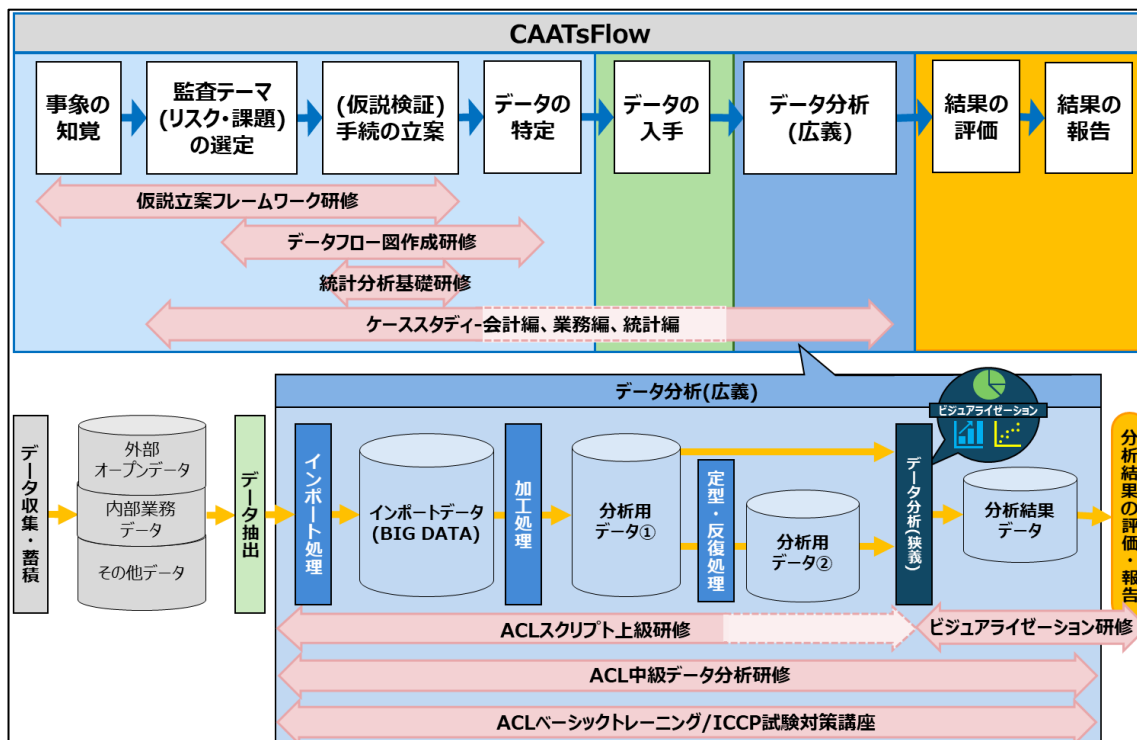 CAATsFlow
事象の
知覚
監査テーマ
(リスク・課題)
の選定
(仮説検証)
手続の立案
データの
特定
データの
入手
データ分析
(広義)
結果の
評価
結果の
報告
仮説立案フレームワーク研修
データフロー図作成研修
統計分析基礎研修
ケーススタディ-会計編、業務編、統計編
データ分析(広義)
ビジュアライゼーション
データ収集・蓄積
外部
オープンデータ
内部業務
データ
その他データ
データ抽出
インポート処理
インポートデータ
(BIG DATA)
加工処理
分析用
データ①
定型・反復処理
分析用
データ②
データ分析(狭義)
分析結果
データ
分析結果の評価・報告
ACLスクリプト上級研修
ビジュアライゼーション研修
ACL中級データ分析研修
ACLベーシックトレーニング/ICCP試験対策講座